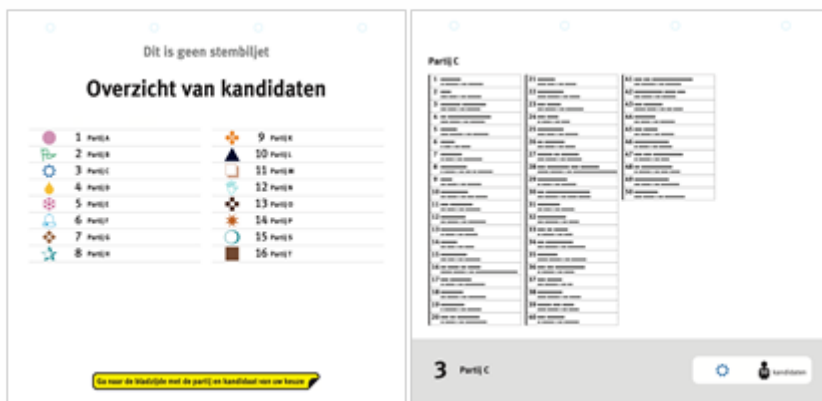 Dit is geen stembiljet
Overzicht van kandidaten
1 Partij A
2 Partij B
3 Partij C
4 Partij D
5 Partij E
6 Partij F
7 Partij G
8 Partij H
9 Partij K
10 Partij L
11 Partij M
12 Partij N
13 Partij O
14 Partij P
15 Partij S
16 Partij T
Ga naar de bladzijde met de partij en kandidaat van uw keuze
Partij C
1
2
3
4
5
6
7
8
9
10
11
12
13
14
15
16
17
18
19
20
21
22
23
24
25
26
27
28
29
30
31
32
33
34
35
36
37
38
39
40
41
42
43
44
45
46
47
48
49
50
3 Partij C
kandidaten